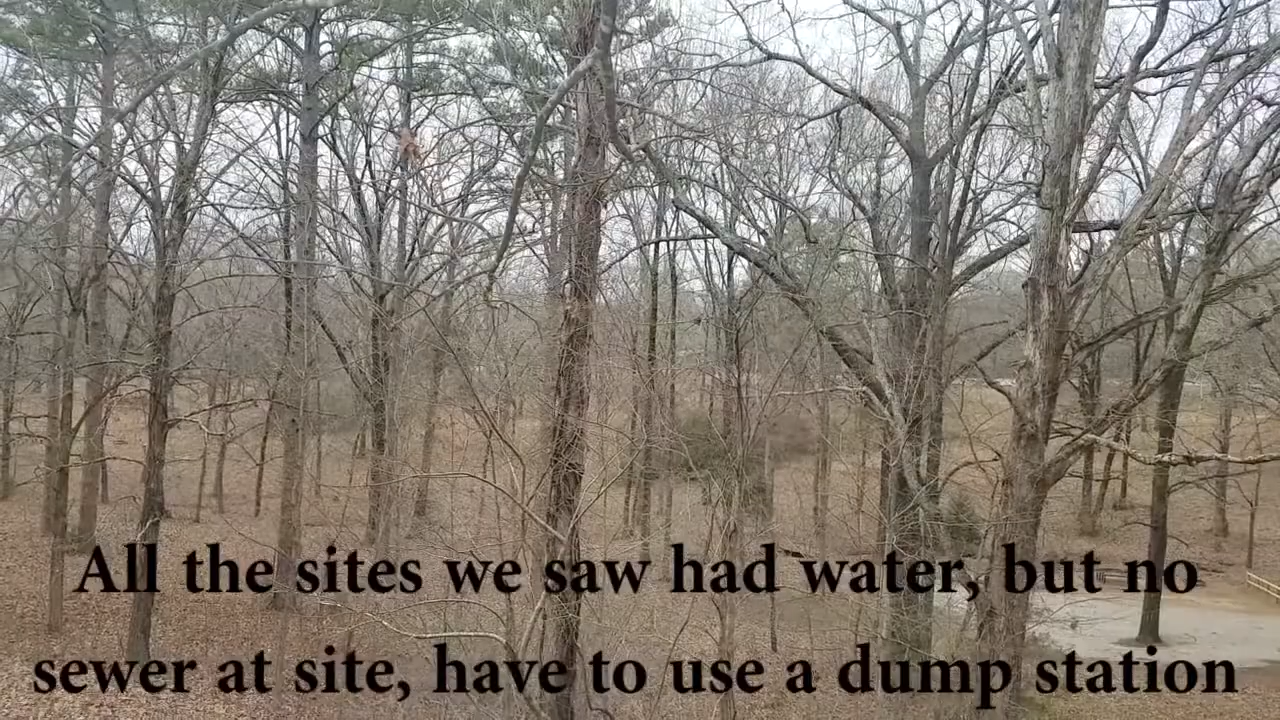 All the sites we saw had water, but no
sewer at site, have to use a dump station